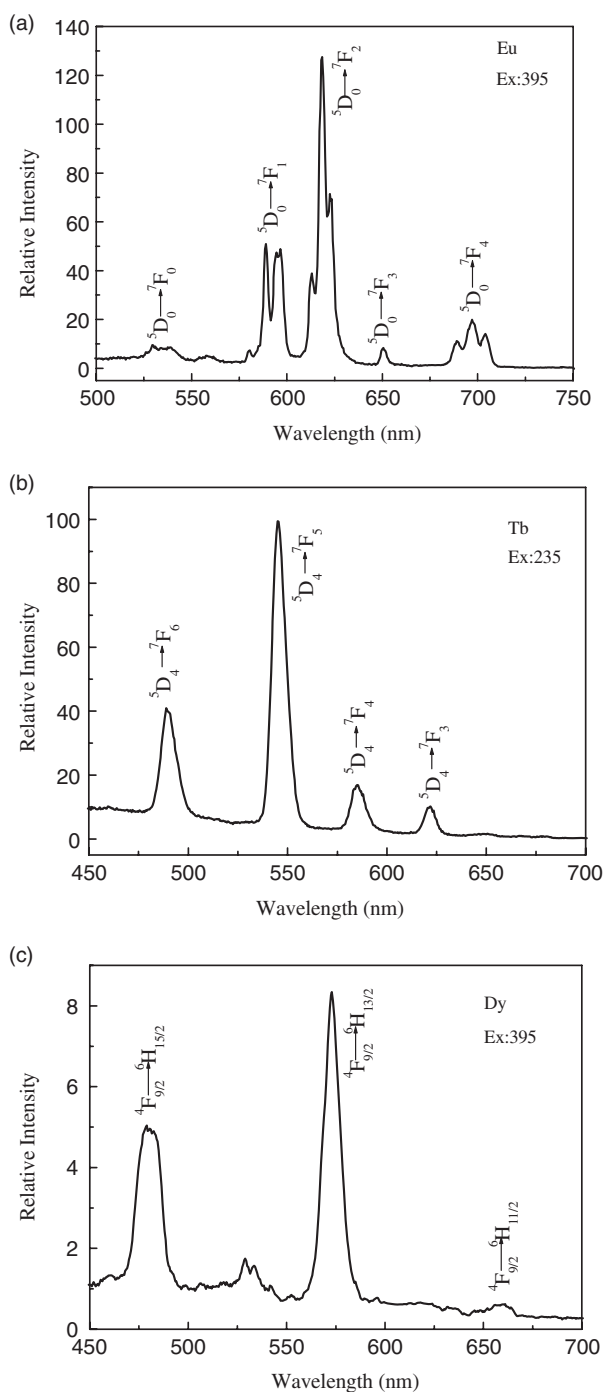 (a)
140
120
100
80
60
40
20
0
Relative Intensity
Eu
Ex:395
⁵D₀→⁷F₀
⁵D₀→⁷F₁
⁵D₀→⁷F₂
⁵D₀→⁷F₃
⁵D₀→⁷F₄
500 550 600 650 700 750
Wavelength (nm)
(b)
100
80
60
40
20
0
Relative Intensity
Tb
Ex:235
⁵D₄→⁷F₆
⁵D₄→⁷F₅
⁵D₄→⁷F₄
⁵D₄→⁷F₃
450 500 550 600 650 700
Wavelength (nm)
(c)
8
6
4
2
0
Relative Intensity
Dy
Ex:395
⁴F₉/₂→⁶H₁₅/₂
⁴F₉/₂→⁶H₁₃/₂
⁴F₉/₂→⁶H₁₁/₂
450 500 550 600 650 700
Wavelength (nm)